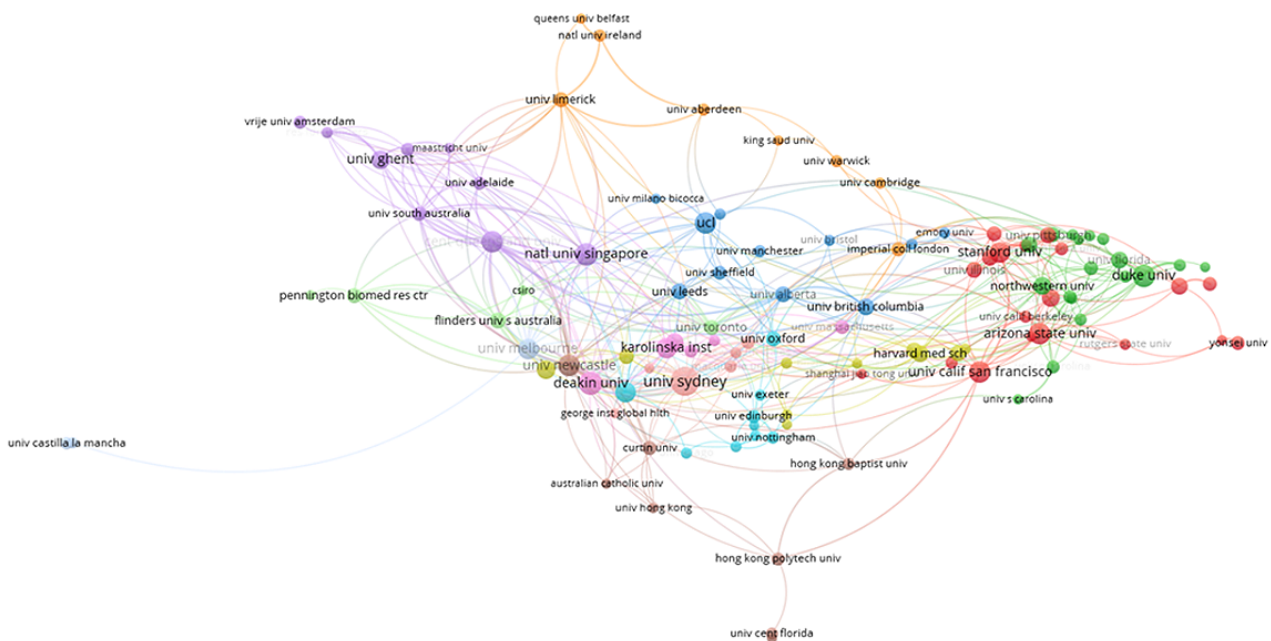 queens univ belfast
natl univ ireland
univ limerick
univ aberdeen
vrije univ amsterdam
king saud univ
maastricht univ
univ ghent
univ warwick
univ adelaide
univ cambridge
univ milano bicocca
univ south australia
ucl
emory univ
univ pittsburgh
univ bristol
natl univ singapore
univ manchester
imperial coll london
stanford univ
univ florida
univ illinois
univ sheffield
duke univ
northwestern univ
csiro
univ leeds
univ alberta
pennington biomed res ctr
univ british columbia
univ calif berkeley
flinders univ s australia
univ toronto
univ massachusetts
arizona state univ
univ oxford
rutgers state univ
yonsei univ
univ melbourne
karolinska inst
harvard med sch
univ newcastle
shanghai jiao tong univ
univ calif san francisco
deakin univ
univ sydney
univ exeter
univ s carolina
george inst global hlth
univ edinburgh
univ nottingham
univ castilla la mancha
curtin univ
hong kong baptist univ
australian catholic univ
univ hong kong
hong kong polytech univ
univ cent florida